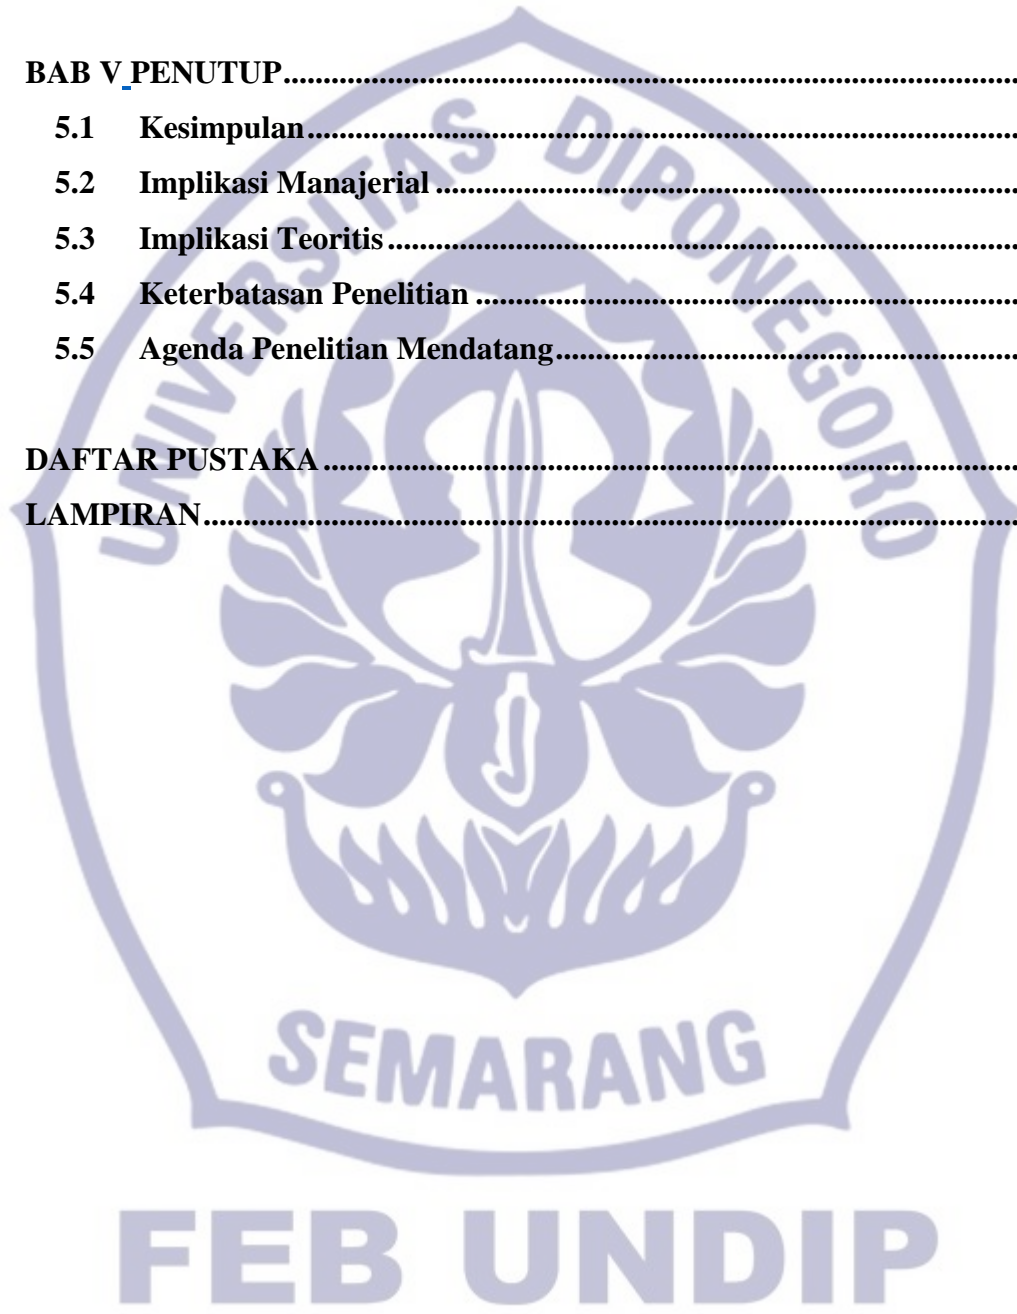 BAB V PENUTUP................................................................................................
5.1 Kesimpulan................................................................................................
5.2 Implikasi Manajerial................................................................................
5.3 Implikasi Teoritis......................................................................................
5.4 Keterbatasan Penelitian............................................................................
5.5 Agenda Penelitian Mendatang..................................................................
DAFTAR PUSTAKA............................................................................................
LAMPIRAN..........................................................................................................
UNIVERSITAS DIPONEGORO
SEMARANG
FEB UNDIP